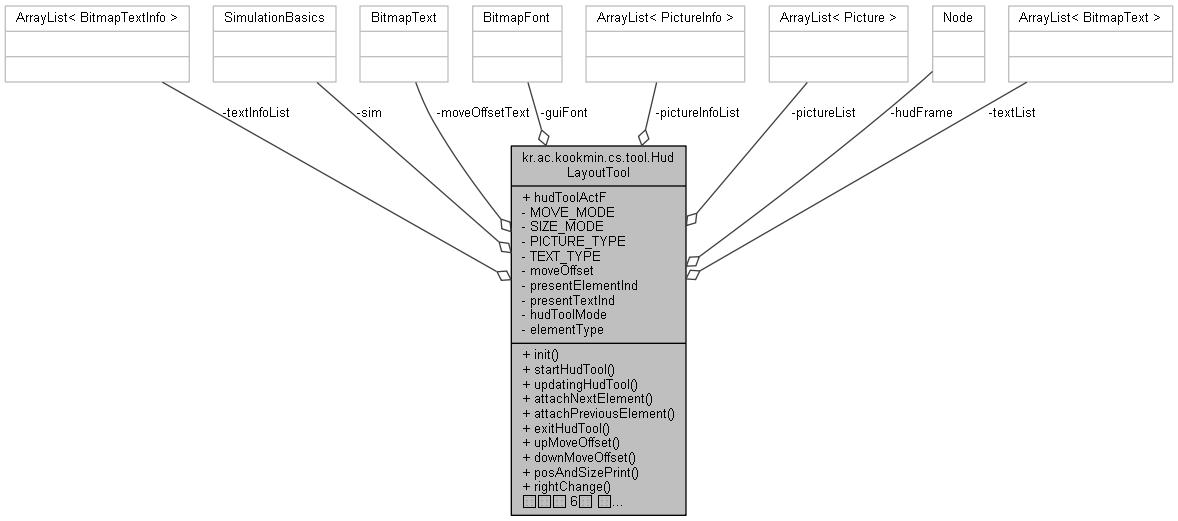 ArrayList< BitmapTextInfo >
SimulationBasics
BitmapText
BitmapFont
ArrayList< PictureInfo >
ArrayList< Picture >
Node
ArrayList< BitmapText >
-textInfoList
-sim
-moveOffsetText
-guiFont
-pictureInfoList
-pictureList
-hudFrame
-textList
kr.ac.kookmin.cs.tool.Hud
LayoutTool
+ hudToolActF
- MOVE_MODE
- SIZE_MODE
- PICTURE_TYPE
- TEXT_TYPE
- moveOffset
- presentElementInd
- presentTextInd
- hudToolMode
- elementType
+ init()
+ startHudTool()
+ updatingHudTool()
+ attachNextElement()
+ attachPreviousElement()
+ exitHudTool()
+ upMoveOffset()
+ downMoveOffset()
+ posAndSizePrint()
+ rightChange()
6
...